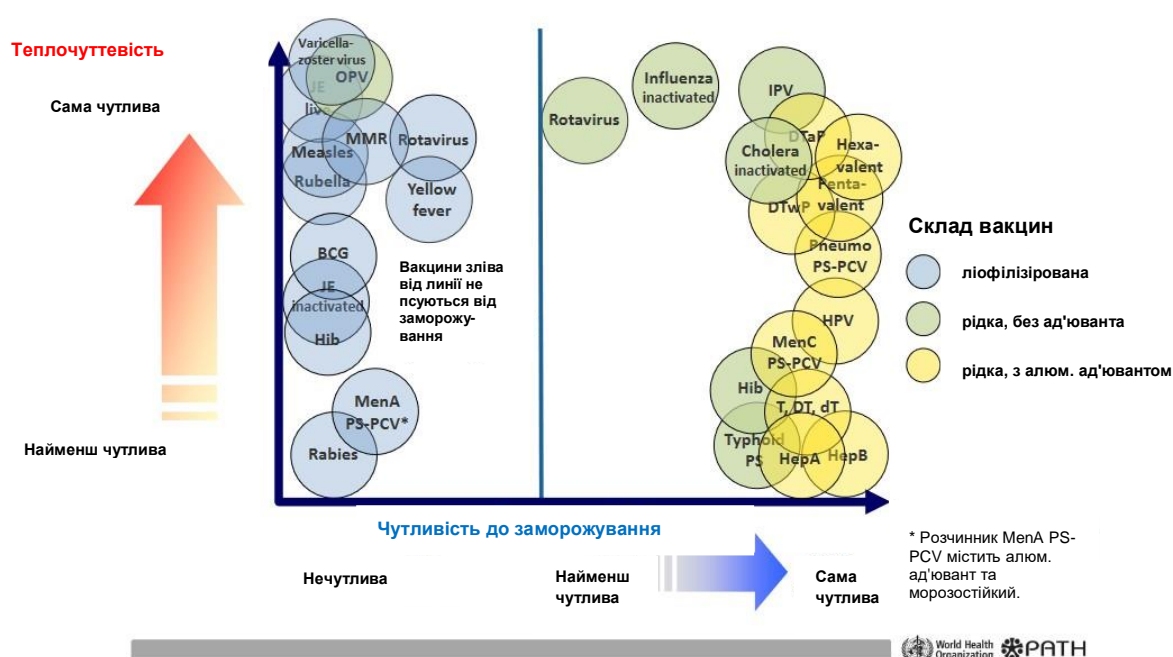 Теплочуттевість
Сама чутлива
Найменш чутлива
Varicella-
zoster virus
OPV
JE
live
MMR
Rotavirus
Measles
Rubella
Yellow
fever
BCG
JE
inactivated
Hib
MenA
PS-PCV*
Rabies
Вакцини зліва
від линії не
псуються від
заморожу-
вання
Rotavirus
Influenza
inactivated
IPV
DTaP
Cholera
inactivated
Hexa-
valent
Penta-
valent
DTwP
Pneumo
PS-PCV
HPV
MenC
PS-PCV
Hib
T, DT, dT
Typhoid
PS
HepA
HepB
Склад вакцин
ліофілізірована
рідка, без ад'юванта
рідка, з алюм. ад'ювантом
Чутливість до заморожування
Нечутлива
Найменш
чутлива
Сама
чутлива
* Розчинник MenA PS-
PCV містить алюм.
ад’ювант та
морозостійкий.
World Health
Organization
PATH